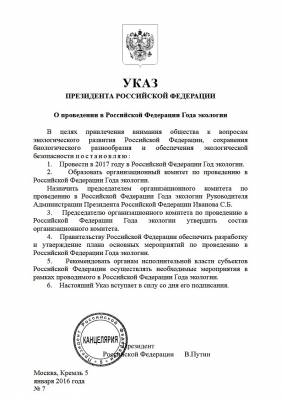 УКАЗ
ПРЕЗИДЕНТА РОССИЙСКОЙ ФЕДЕРАЦИИ
О проведении в Российской Федерации Года экологии
В целях привлечения внимания общества к вопросам
экологического развития Российской Федерации, сохранения
биологического разнообразия и обеспечения экологической
безопасности постановляю:
1. Провести в 2017 году в Российской Федерации Год экологии.
2. Образовать организационный комитет по проведению в
Российской Федерации Года экологии.
Назначить председателем организационного комитета по
проведению в Российской Федерации Года экологии Руководителя
Администрации Президента Российской Федерации Иванова С.Б.
3. Председателю организационного комитета по проведению в
Российской Федерации Года экологии утвердить состав
организационного комитета.
4. Правительству Российской Федерации обеспечить разработку
и утверждение плана основных мероприятий по проведению в
Российской Федерации Года экологии.
5. Рекомендовать органам исполнительной власти субъектов
Российской Федерации осуществлять необходимые мероприятия в
рамках проводимого в Российской Федерации Года экологии.
6. Настоящий Указ вступает в силу со дня его подписания.
КАНЦЕЛЯРИЯ
Президент
Российской Федерации В.Путин
Москва, Кремль 5
января 2016 года
№ 7